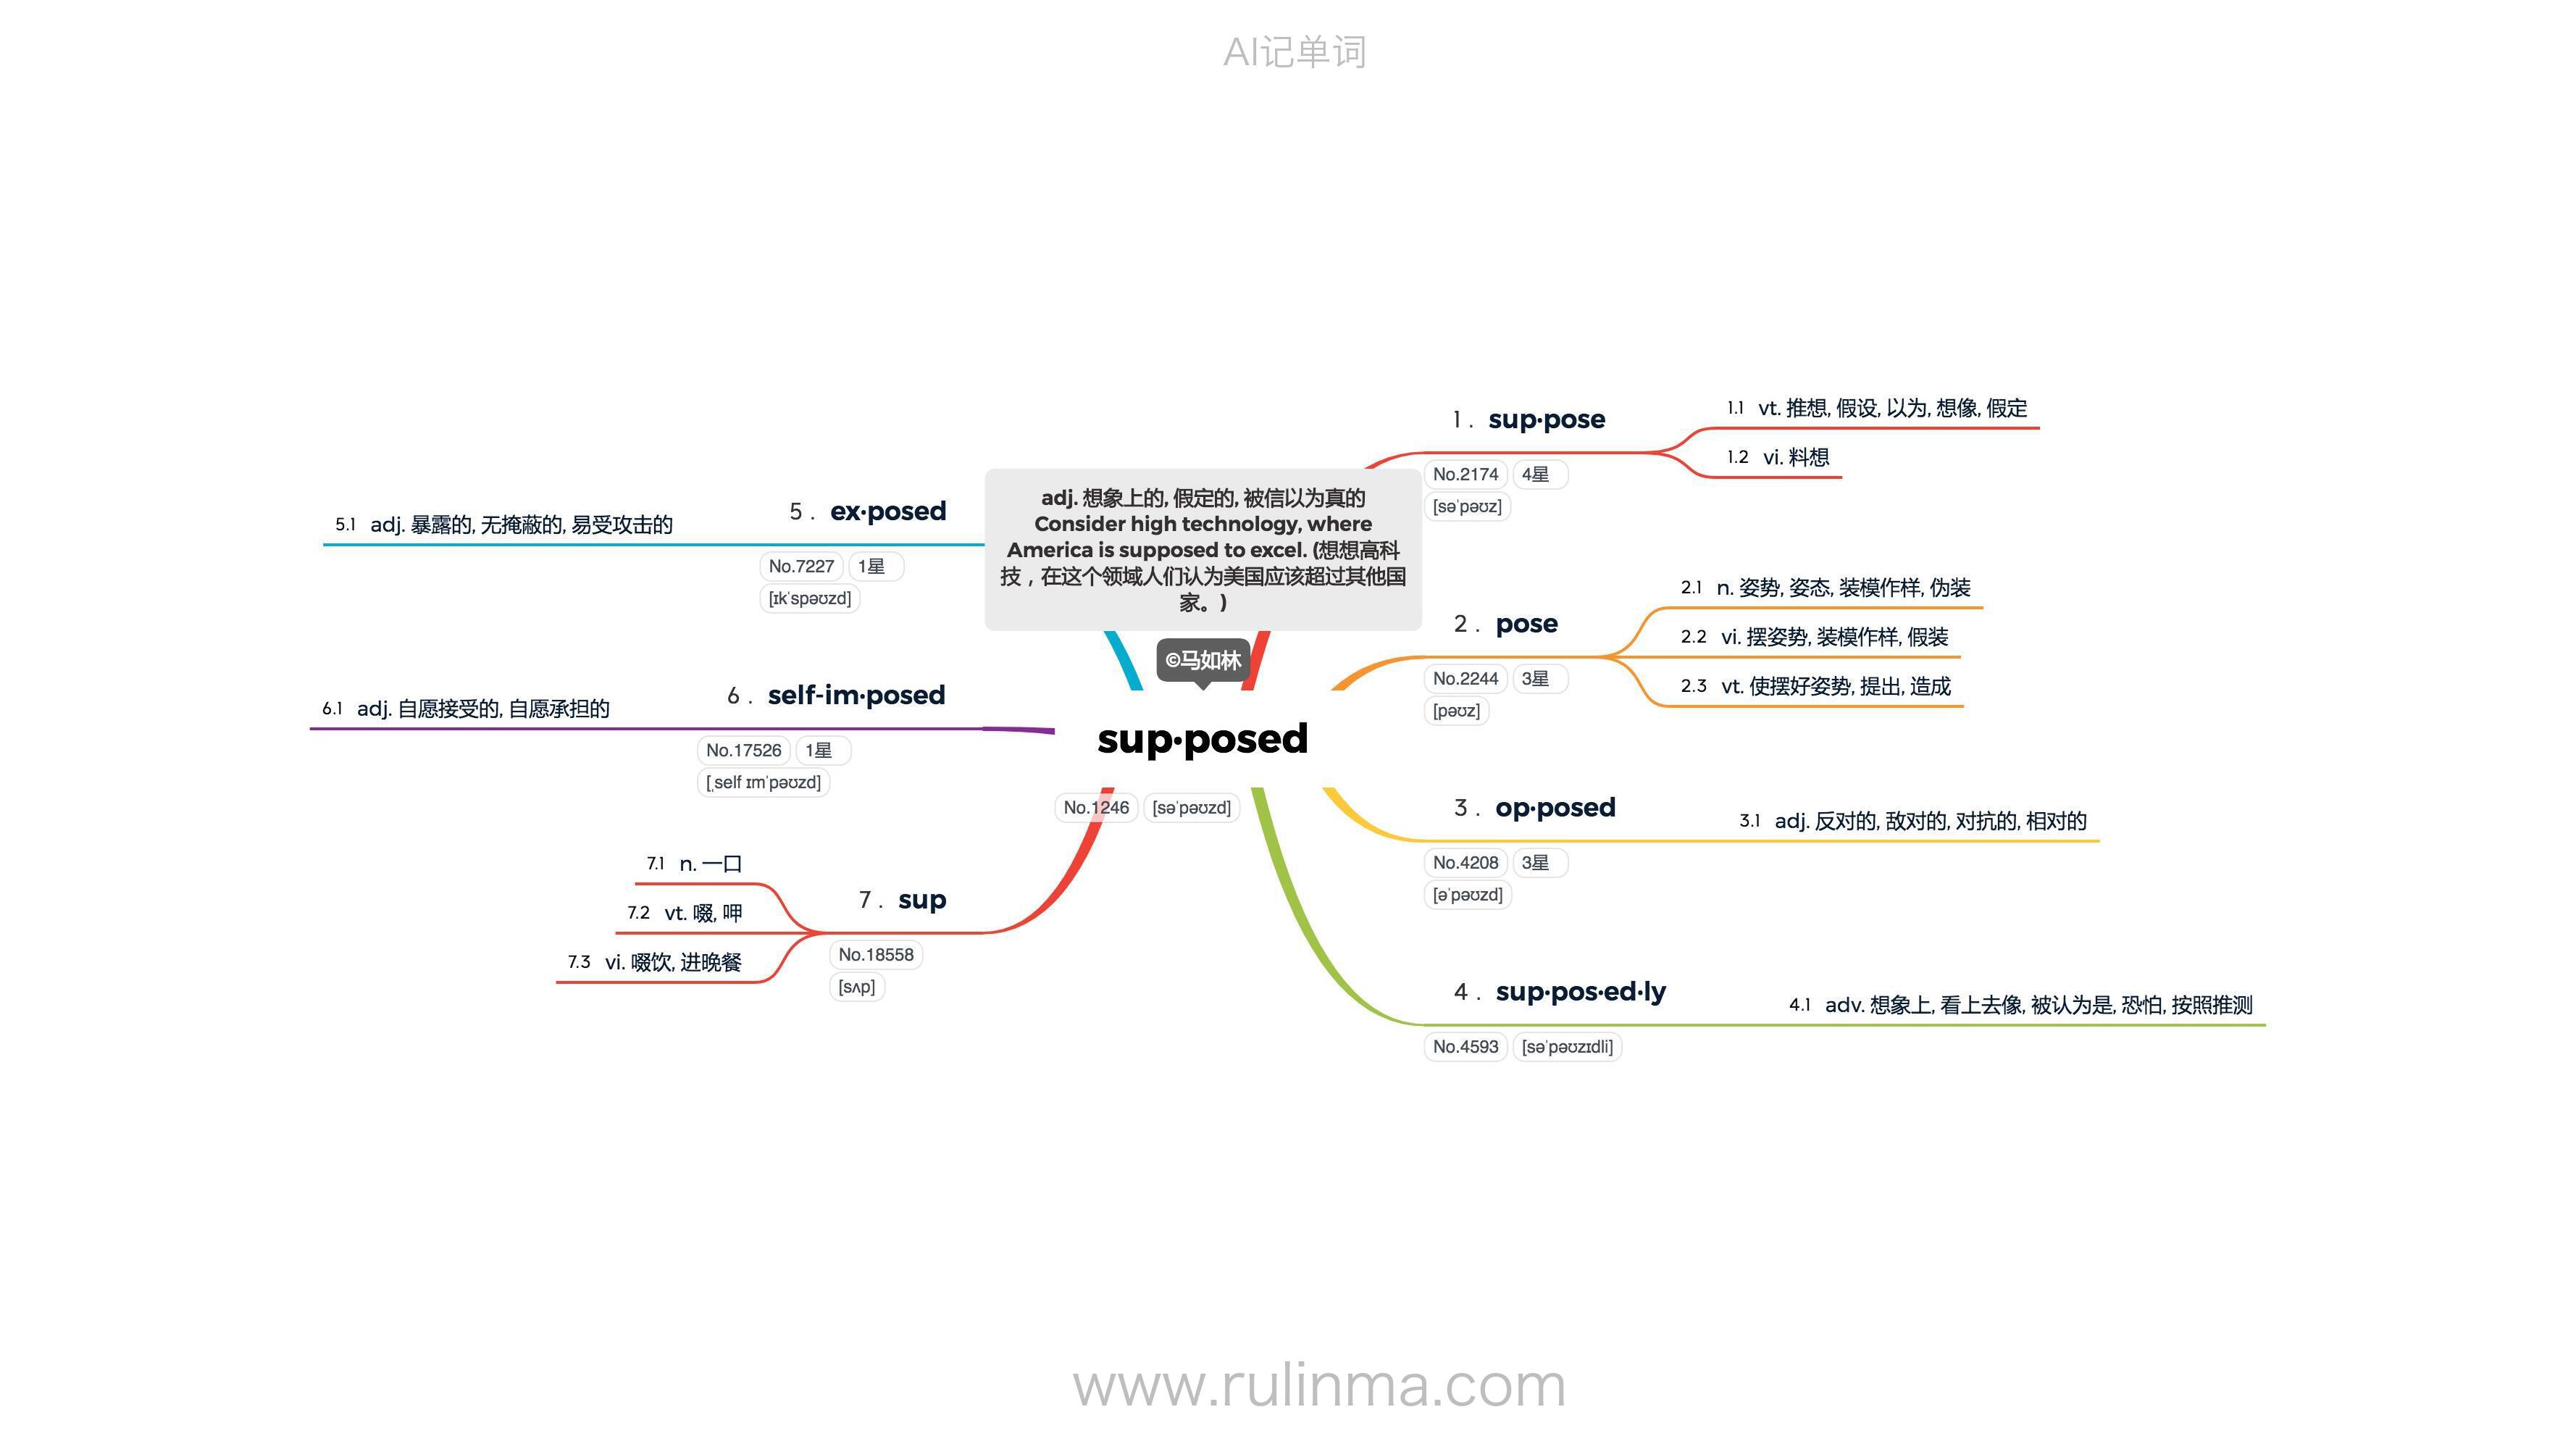 AI记单词
adj. 想象上的, 假定的, 被信以为真的
Consider high technology, where
America is supposed to excel. (想想高科
技，在这个领域人们认为美国应该超过其他国
家。)
©马如林
sup·posed
No.1246 [səˈpəʊzd]
1 . sup·pose
No.2174 4星
[səˈpəʊz]
1.1 vt. 推想, 假设, 以为, 想像, 假定
1.2 vi. 料想
2 . pose
No.2244 3星
[pəʊz]
2.1 n. 姿势, 姿态, 装模作样, 伪装
2.2 vi. 摆姿势, 装模作样, 假装
2.3 vt. 使摆好姿势, 提出, 造成
3 . op·posed
No.4208 3星
[əˈpəʊzd]
3.1 adj. 反对的, 敌对的, 对抗的, 相对的
4 . sup·pos·ed·ly
No.4593 [səˈpəʊzɪdli]
4.1 adv. 想象上, 看上去像, 被认为是, 恐怕, 按照推测
5 . ex·posed
No.7227 1星
[ɪkˈspəʊzd]
5.1 adj. 暴露的, 无掩蔽的, 易受攻击的
6 . self-im·posed
No.17526 1星
[ˌself ɪmˈpəʊzd]
6.1 adj. 自愿接受的, 自愿承担的
7 . sup
No.18558
[sʌp]
7.1 n. 一口
7.2 vt. 啜, 呷
7.3 vi. 啜饮, 进晚餐
www.rulinma.com